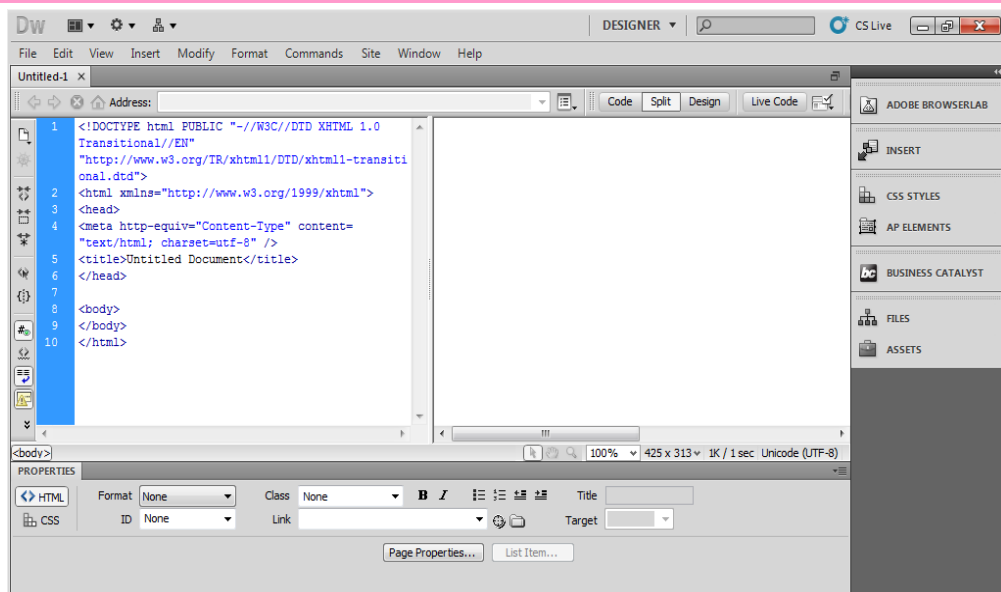 Dw DESIGNER CS Live
File Edit View Insert Modify Format Commands Site Window Help
Untitled-1
Address: Code Split Design Live Code
1 <!DOCTYPE html PUBLIC "-//W3C//DTD XHTML 1.0
Transitional//EN"
"http://www.w3.org/TR/xhtml1/DTD/xhtml1-transiti
onal.dtd">
2 <html xmlns="http://www.w3.org/1999/xhtml">
3 <head>
4 <meta http-equiv="Content-Type" content=
"text/html; charset=utf-8" />
5 <title>Untitled Document</title>
6 </head>
7
8 <body>
9 </body>
10 </html>
ADOBE BROWSERLAB
INSERT
CSS STYLES
AP ELEMENTS
bc BUSINESS CATALYST
FILES
ASSETS
<body> 100% 425 x 313 1K / 1 sec Unicode (UTF-8)
PROPERTIES
<> HTML Format None Class None B I Title
CSS ID None Link Target
Page Properties... List Item...